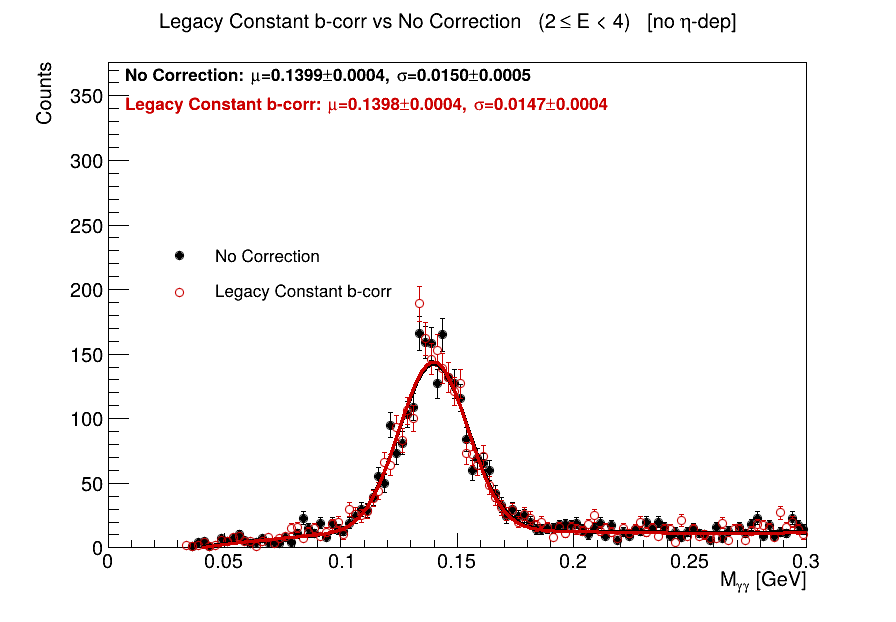 Legacy Constant b-corr vs No Correction (2 ≤ E < 4) [no η-dep]
No Correction: μ=0.1399±0.0004, σ=0.0150±0.0005
Legacy Constant b-corr: μ=0.1398±0.0004, σ=0.0147±0.0004
Counts
350
300
250
200
150
100
50
0
No Correction
Legacy Constant b-corr
0 0.05 0.1 0.15 0.2 0.25 0.3
Mγγ [GeV]